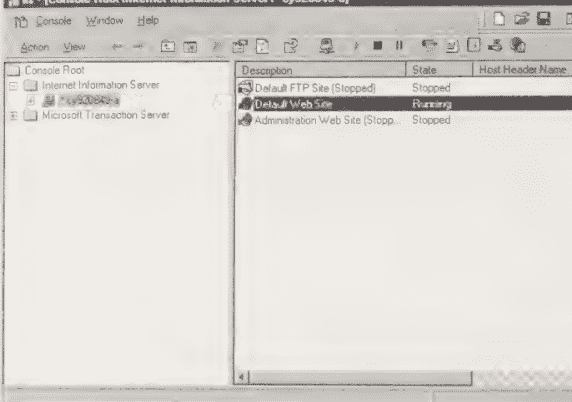 Console Window Help
Action View
Console Root
Internet Information Server
* cy920849-a
Microsoft Transaction Server
Description State Host Header Name
Default FTP Site (Stopped) Stopped
Default Web Site Running
Administration Web Site (Stopp... Stopped